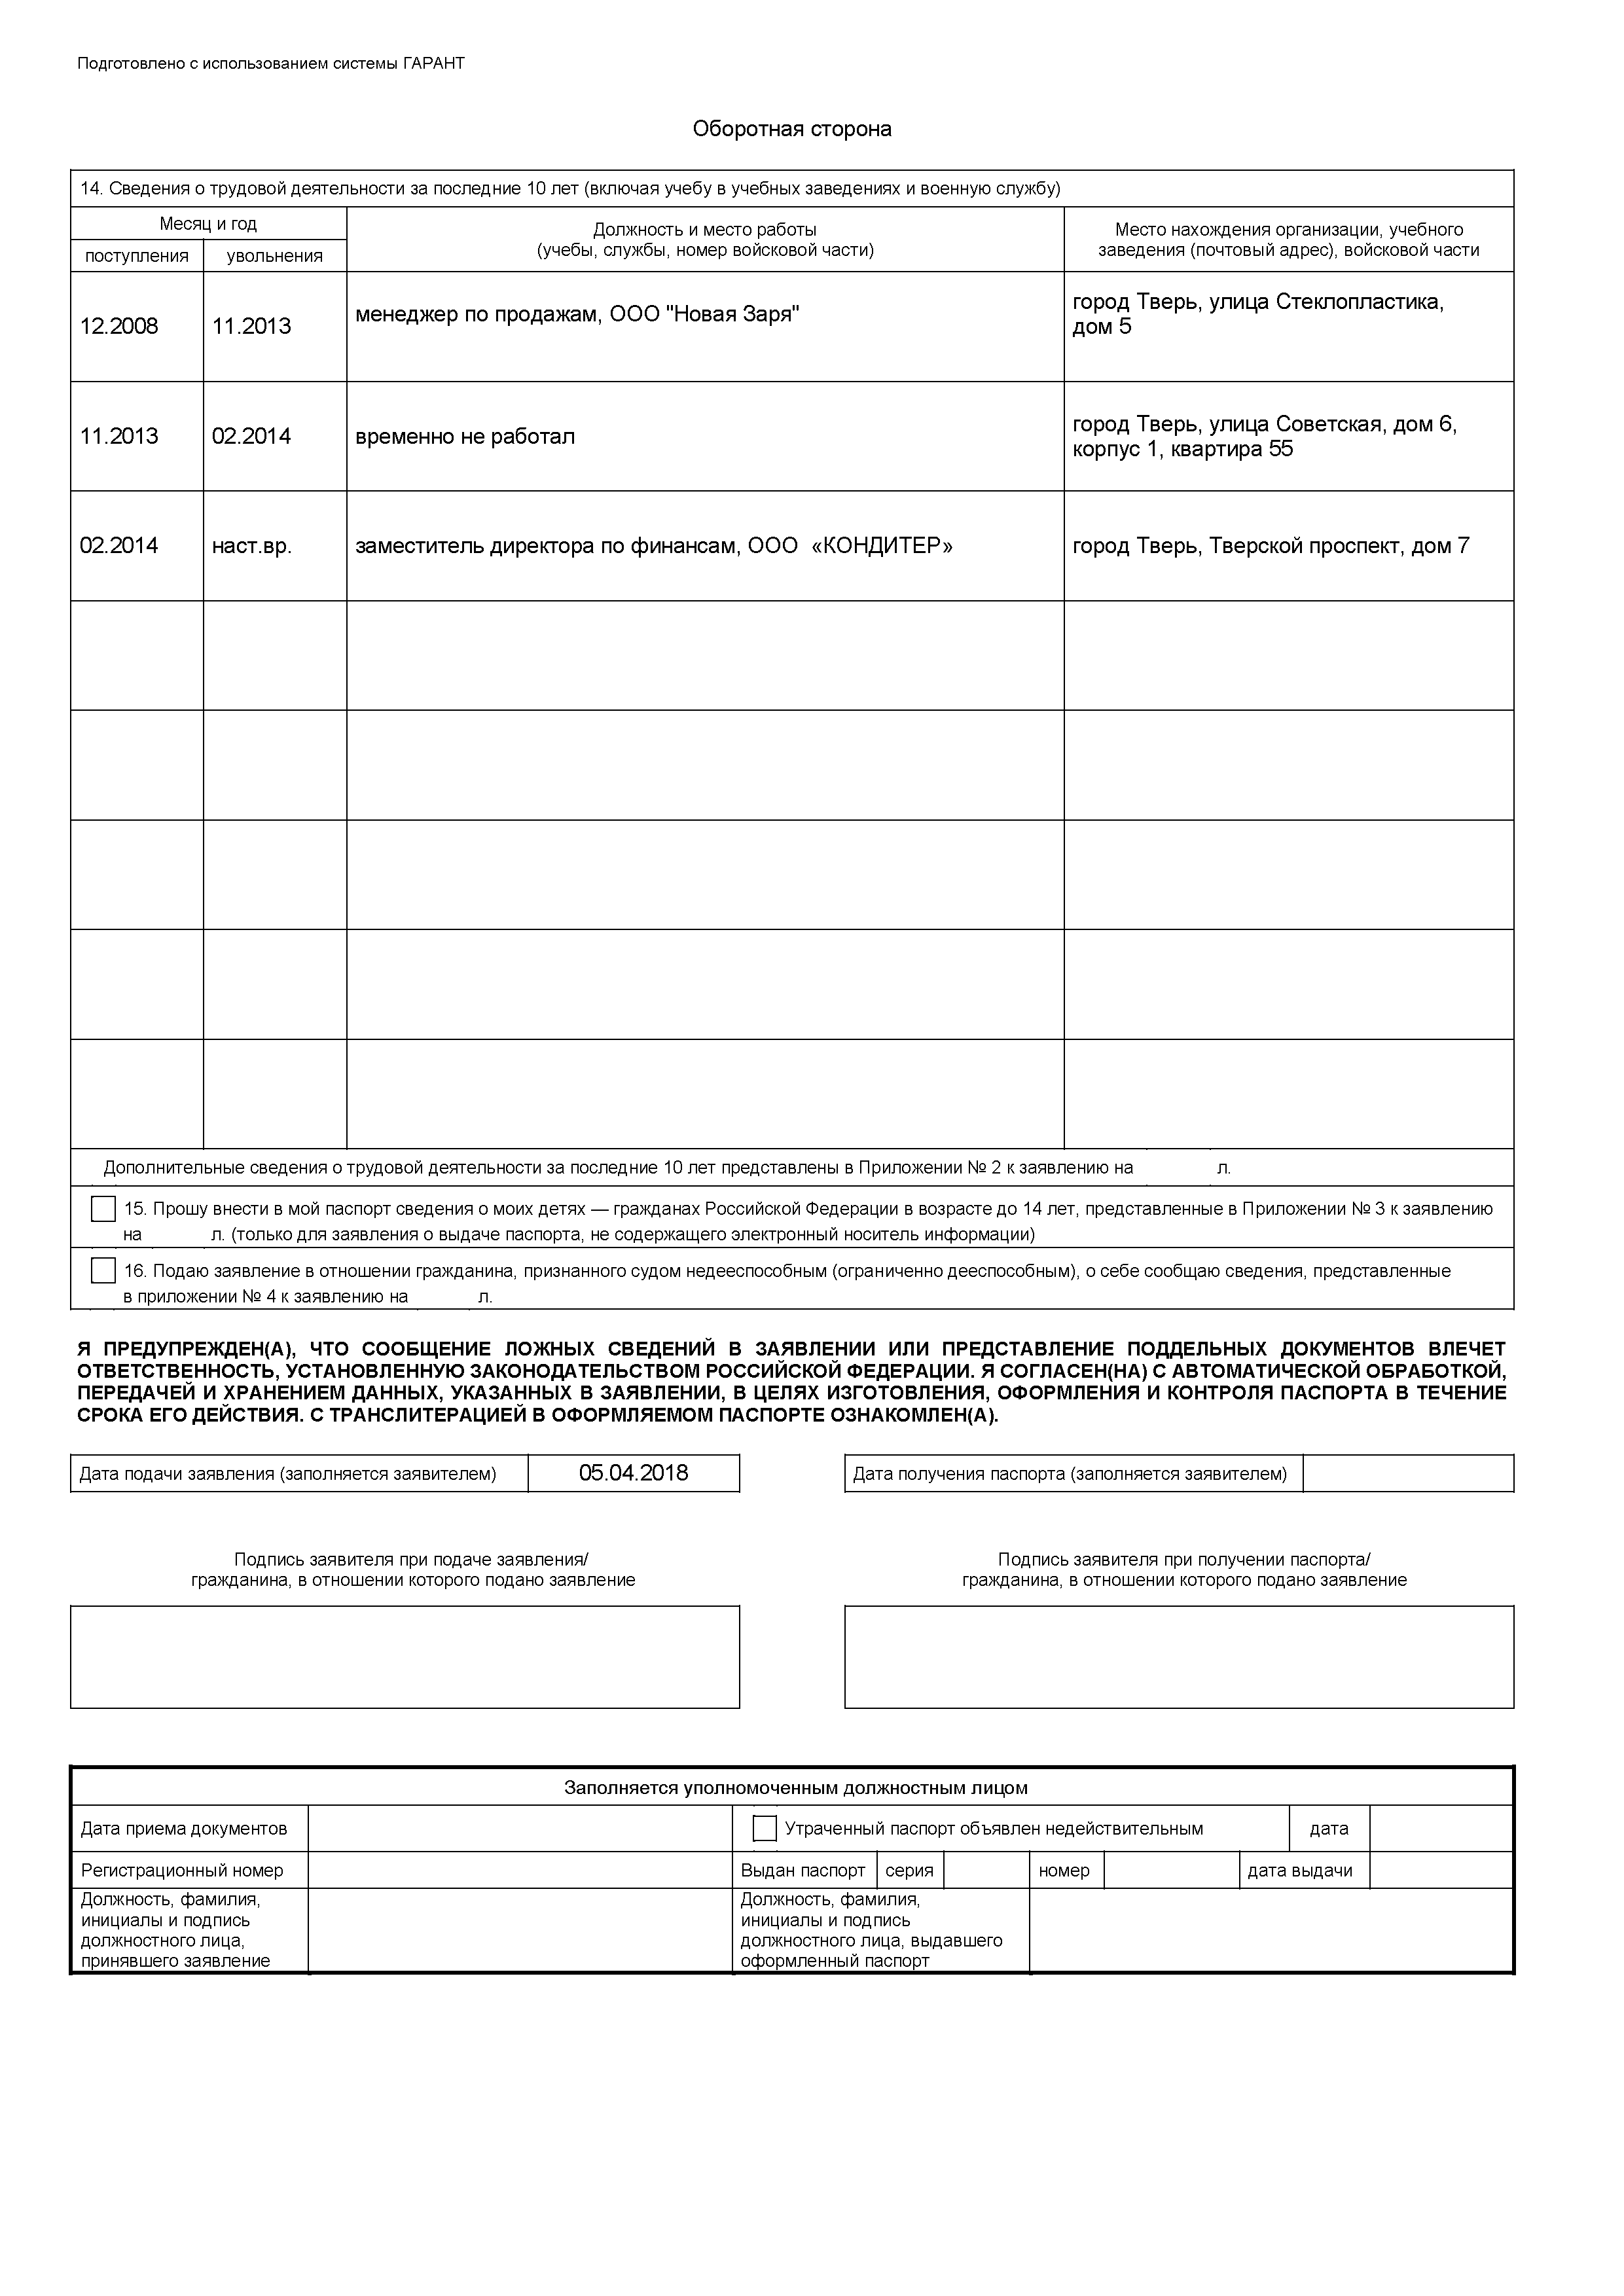 Подготовлено с использованием системы ГАРАНТ
Оборотная сторона
14. Сведения о трудовой деятельности за последние 10 лет (включая учебу в учебных заведениях и военную службу)
Месяц и год
поступления
увольнения
Должность и место работы
(учебы, службы, номер войсковой части)
Место нахождения организации, учебного
заведения (почтовый адрес), войсковой части
12.2008
11.2013
менеджер по продажам, ООО "Новая Заря"
город Тверь, улица Стеклопластика,
дом 5
11.2013
02.2014
временно не работал
город Тверь, улица Советская, дом 6,
корпус 1, квартира 55
02.2014
наст.вр.
заместитель директора по финансам, ООО «КОНДИТЕР»
город Тверь, Тверской проспект, дом 7
Дополнительные сведения о трудовой деятельности за последние 10 лет представлены в Приложении № 2 к заявлению на л.
15. Прошу внести в мой паспорт сведения о моих детях — гражданах Российской Федерации в возрасте до 14 лет, представленные в Приложении № 3 к заявлению
на л. (только для заявления о выдаче паспорта, не содержащего электронный носитель информации)
16. Подаю заявление в отношении гражданина, признанного судом недееспособным (ограниченно дееспособным), о себе сообщаю сведения, представленные
в приложении № 4 к заявлению на л.
Я ПРЕДУПРЕЖДЕН(А), ЧТО СООБЩЕНИЕ ЛОЖНЫХ СВЕДЕНИЙ В ЗАЯВЛЕНИИ ИЛИ ПРЕДСТАВЛЕНИЕ ПОДДЕЛЬНЫХ ДОКУМЕНТОВ ВЛЕЧЕТ
ОТВЕТСТВЕННОСТЬ, УСТАНОВЛЕННУЮ ЗАКОНОДАТЕЛЬСТВОМ РОССИЙСКОЙ ФЕДЕРАЦИИ. Я СОГЛАСЕН(НА) С АВТОМАТИЧЕСКОЙ ОБРАБОТКОЙ,
ПЕРЕДАЧЕЙ И ХРАНЕНИЕМ ДАННЫХ, УКАЗАННЫХ В ЗАЯВЛЕНИИ, В ЦЕЛЯХ ИЗГОТОВЛЕНИЯ, ОФОРМЛЕНИЯ И КОНТРОЛЯ ПАСПОРТА В ТЕЧЕНИЕ
СРОКА ЕГО ДЕЙСТВИЯ. С ТРАНСЛИТЕРАЦИЕЙ В ОФОРМЛЯЕМОМ ПАСПОРТЕ ОЗНАКОМЛЕН(А).
Дата подачи заявления (заполняется заявителем)
05.04.2018
Дата получения паспорта (заполняется заявителем)
Подпись заявителя при подаче заявления/
гражданина, в отношении которого подано заявление
Подпись заявителя при получении паспорта/
гражданина, в отношении которого подано заявление
Заполняется уполномоченным должностным лицом
Дата приема документов
Утраченный паспорт объявлен недействительным
дата
Регистрационный номер
Выдан паспорт
серия
номер
дата выдачи
Должность, фамилия,
инициалы и подпись
должностного лица,
принявшего заявление
Должность, фамилия,
инициалы и подпись
должностного лица, выдавшего
оформленный паспорт